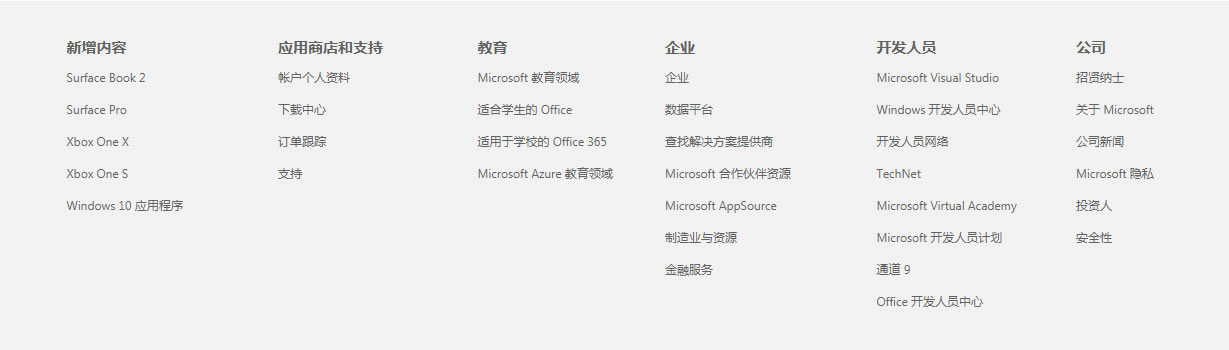 新增内容
Surface Book 2
Surface Pro
Xbox One X
Xbox One S
Windows 10 应用程序
应用商店和支持
帐户个人资料
下载中心
订单跟踪
支持
教育
Microsoft 教育领域
适合学生的 Office
适用于学校的 Office 365
Microsoft Azure 教育领域
企业
企业
数据平台
查找解决方案提供商
Microsoft 合作伙伴资源
Microsoft AppSource
制造业与资源
金融服务
开发人员
Microsoft Visual Studio
Windows 开发人员中心
开发人员网络
TechNet
Microsoft Virtual Academy
Microsoft 开发人员计划
通道 9
Office 开发人员中心
公司
招贤纳士
关于 Microsoft
公司新闻
Microsoft 隐私
投资人
安全性